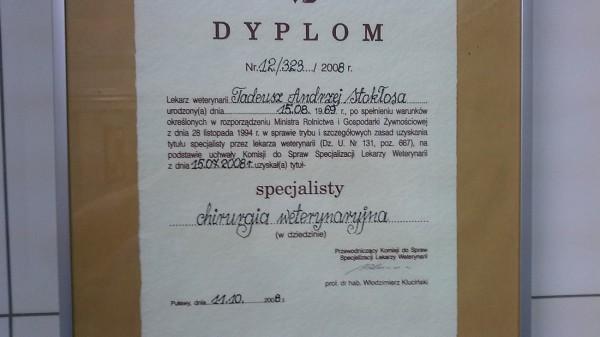 DYPLOM
Nr. 12/323 / 2008 r.
Lekarz weterynarii Tadeusz Andrzej Stokłosa
urodzony(a) dnia 15.08. 1969 r., po spełnieniu warunków
określonych w rozporządzeniu Ministra Rolnictwa i Gospodarki Żywnościowej
z dnia 28 listopada 1994 r. w sprawie trybu i szczegółowych zasad uzyskania
tytułu specjalisty przez lekarza weterynarii (Dz. U. Nr 131, poz. 667), na
podstawie uchwały Komisji do Spraw Specjalizacji Lekarzy Weterynarii
z dnia 15.07.2008 r. uzyskał(a) tytuł
specjalisty
chirurgia weterynaryjna
(w dziedzinie)
Przewodniczący Komisji do Spraw
Specjalizacji Lekarzy Weterynarii
prof. dr hab. Włodzimierz Kluciński
Puławy, dnia 11.10. 2008 r.